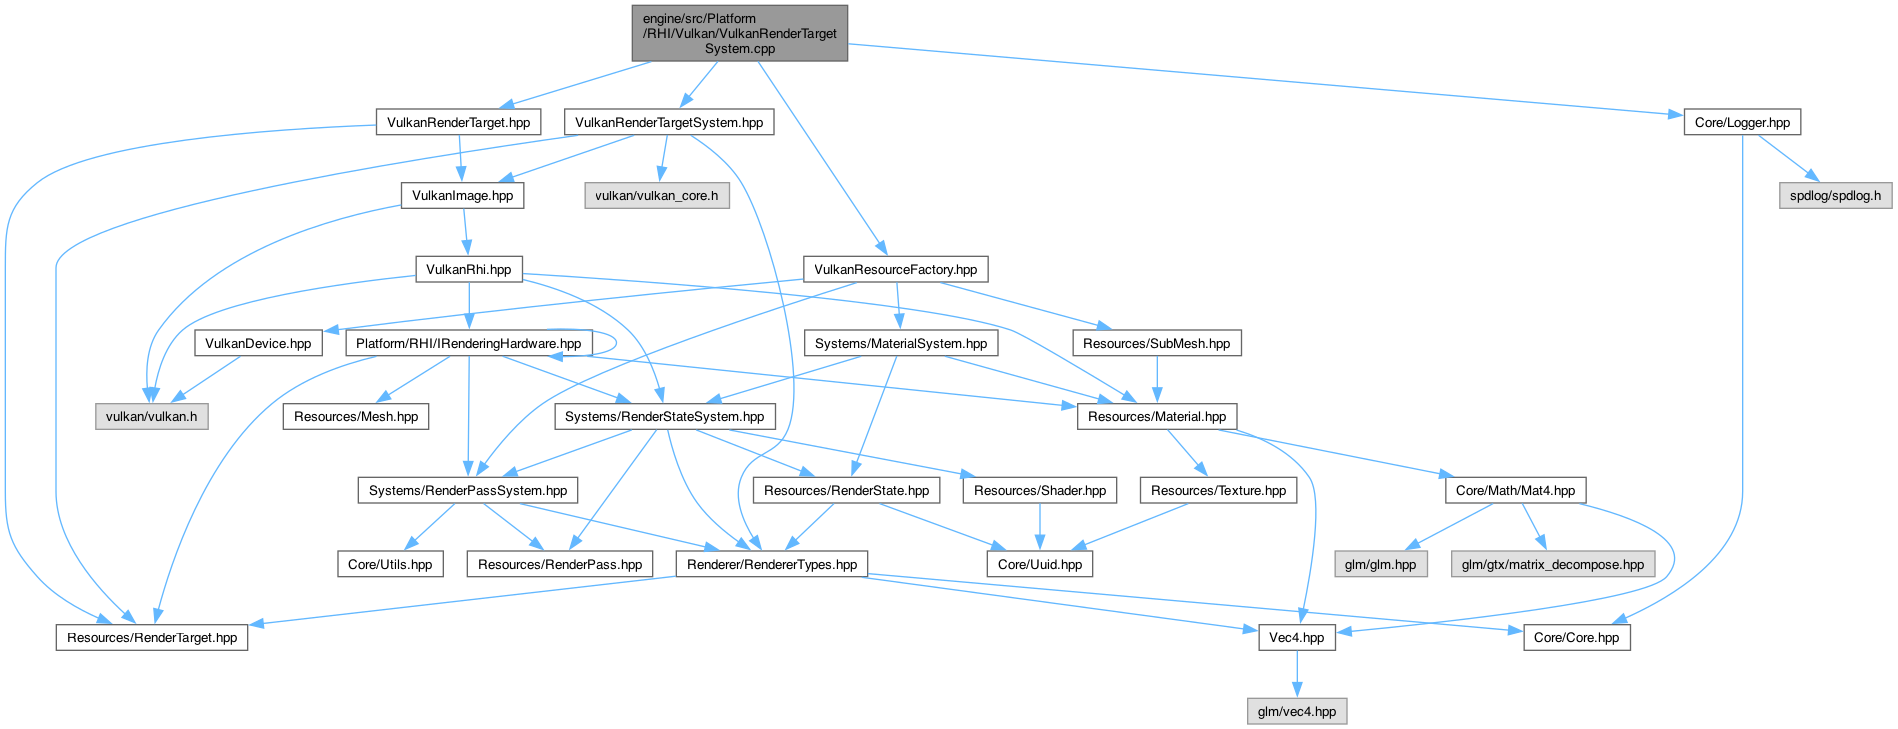 engine/src/Platform
/RHI/Vulkan/VulkanRenderTarget
System.cpp
VulkanRenderTarget.hpp
VulkanRenderTargetSystem.hpp
Core/Logger.hpp
VulkanImage.hpp
vulkan/vulkan_core.h
spdlog/spdlog.h
VulkanRhi.hpp
VulkanResourceFactory.hpp
VulkanDevice.hpp
Platform/RHI/IRenderingHardware.hpp
Systems/MaterialSystem.hpp
Resources/SubMesh.hpp
vulkan/vulkan.h
Resources/Mesh.hpp
Systems/RenderStateSystem.hpp
Resources/Material.hpp
Systems/RenderPassSystem.hpp
Resources/RenderState.hpp
Resources/Shader.hpp
Resources/Texture.hpp
Core/Math/Mat4.hpp
Core/Utils.hpp
Resources/RenderPass.hpp
Renderer/RendererTypes.hpp
Core/Uuid.hpp
glm/glm.hpp
glm/gtx/matrix_decompose.hpp
Resources/RenderTarget.hpp
Vec4.hpp
Core/Core.hpp
glm/vec4.hpp